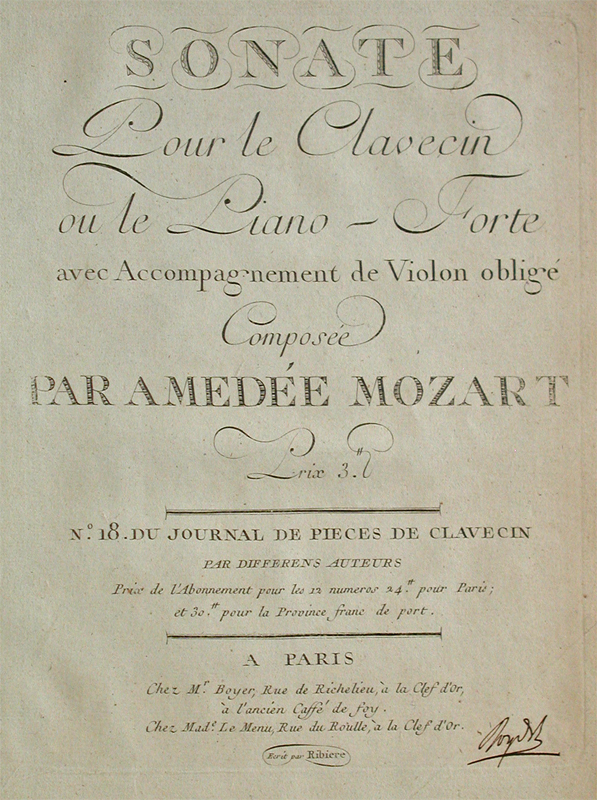 SONATE
Pour le Clavecin
ou le Piano - Forte
avec Accompagnement de Violon obligé
Composée
PAR AMEDÉE MOZART
Prix 3.#
N.º 18. DU JOURNAL DE PIECES DE CLAVECIN
PAR DIFFERENS AUTEURS
Prix de l'Abonnement pour les 12 numeros 24.# pour Paris;
et 30.# pour la Province franc de port.
A PARIS
Chez M.r Boyer, Rue de Richelieu, à la Clef d'Or,
à l'ancien Caffé de foy.
Chez Mad.e Le Menu, Rue du Roulle, à la Clef d'Or.
Ecrit par Ribiere